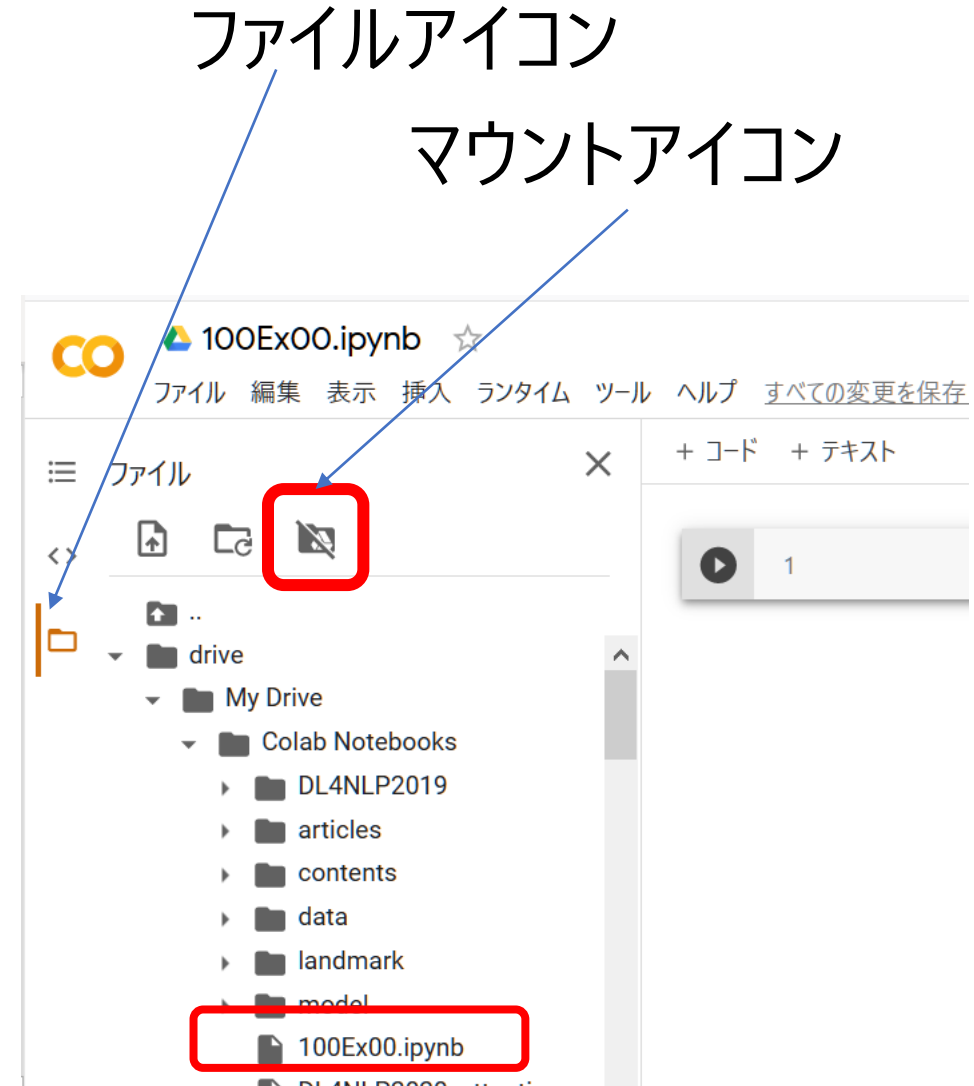 ファイルアイコン
マウントアイコン
100Ex00.ipynb
ファイル 編集 表示 挿入 ランタイム ツール ヘルプ すべての変更を保存
ファイル
+ コード + テキスト
1
..
drive
My Drive
Colab Notebooks
DL4NLP2019
articles
contents
data
landmark
model
100Ex00.ipynb